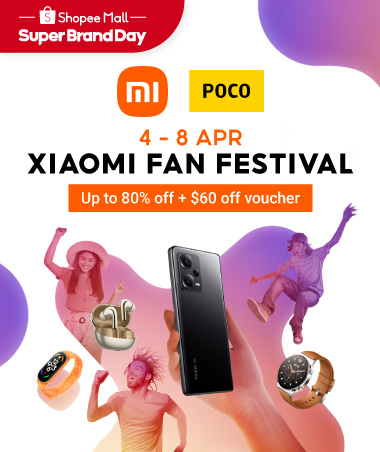 Shopee Mall
Super Brand Day
mi
POCO
4 - 8 APR
XIAOMI FAN FESTIVAL
Up to 80% off + $60 off voucher